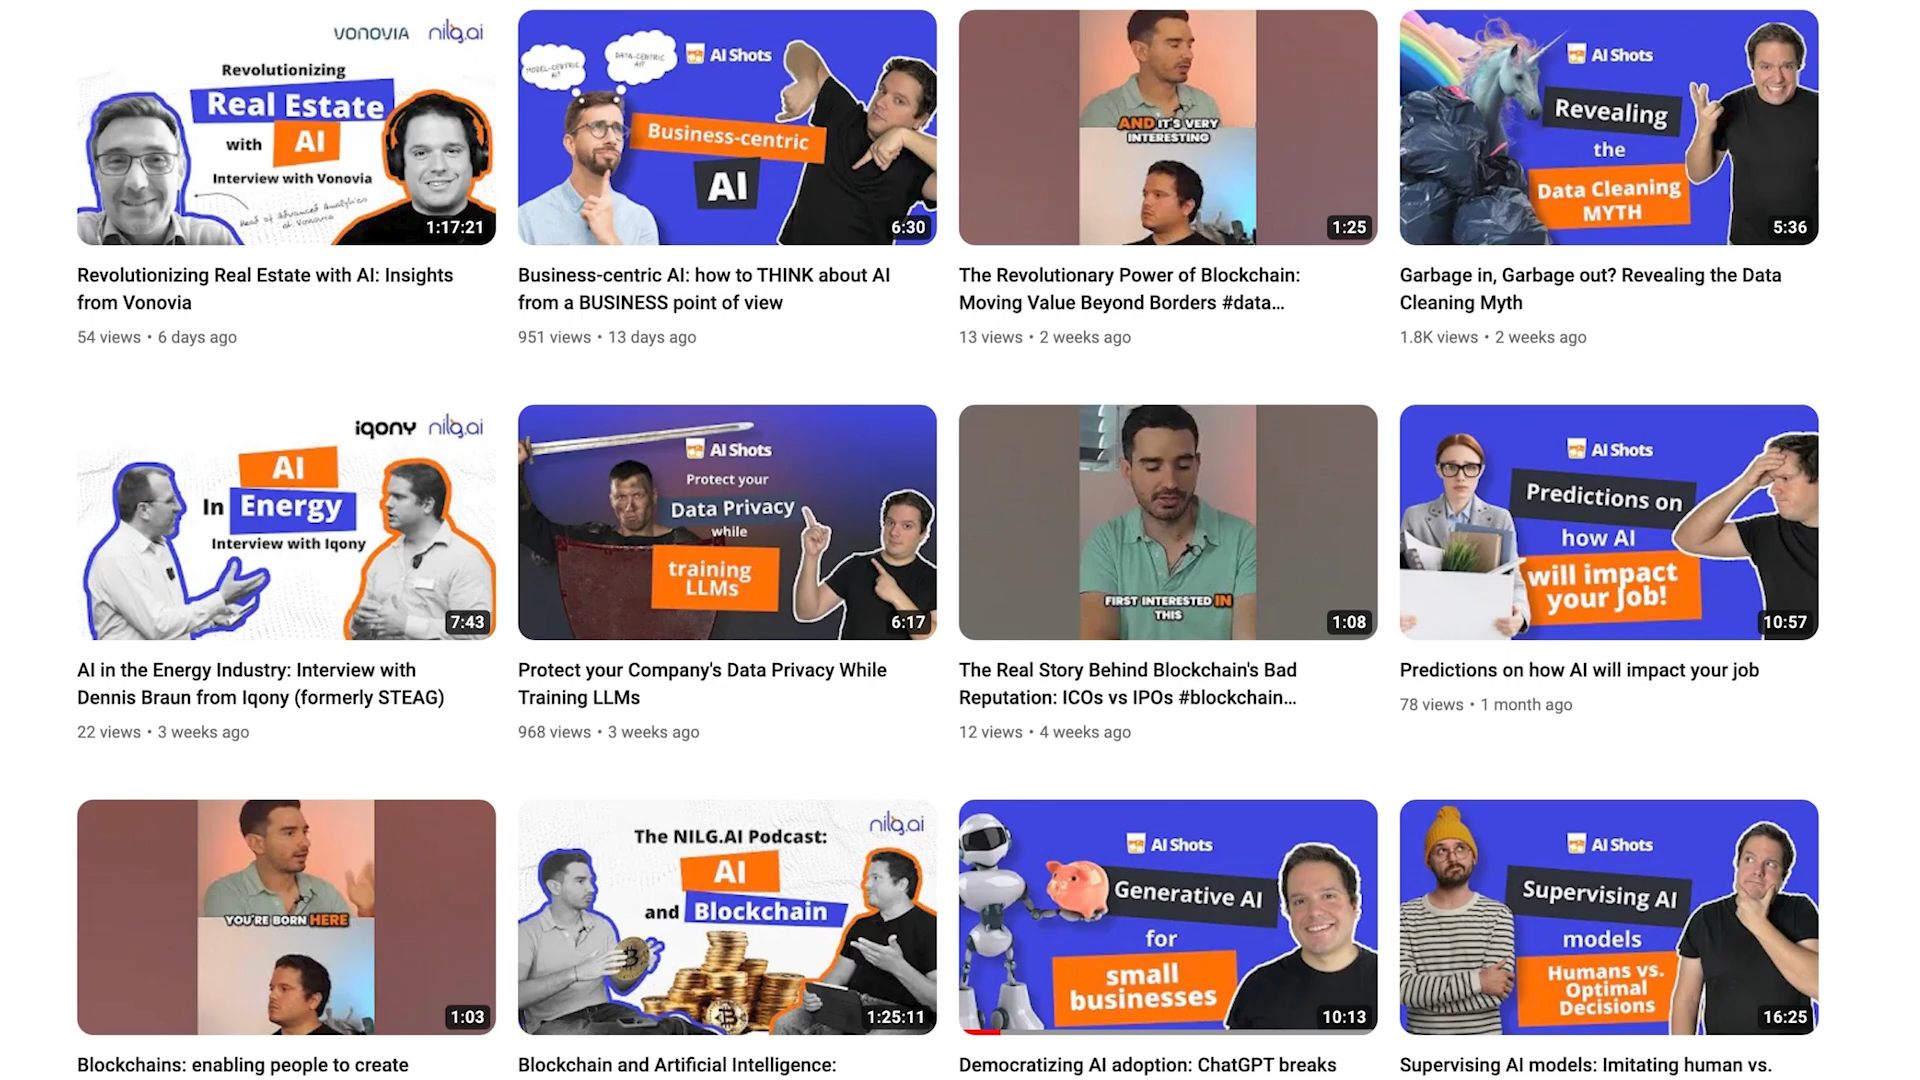 VONOVIA nilg.ai
Revolutionizing
Real Estate
with AI
Interview with Vonovia
Head of Advanced Analytics
at Vonovia
1:17:21
Revolutionizing Real Estate with AI: Insights
from Vonovia
54 views • 6 days ago
MODEL-CENTRIC
AI?
DATA-CENTRIC
AI?
AI Shots
Business-centric
AI
6:30
Business-centric AI: how to THINK about AI
from a BUSINESS point of view
951 views • 13 days ago
AND IT'S VERY
INTERESTING
1:25
The Revolutionary Power of Blockchain:
Moving Value Beyond Borders #data...
13 views • 2 weeks ago
AI Shots
Revealing
the
Data Cleaning
MYTH
5:36
Garbage in, Garbage out? Revealing the Data
Cleaning Myth
1.8K views • 2 weeks ago
iqony nilg.ai
AI
In Energy
Interview with Iqony
7:43
AI in the Energy Industry: Interview with
Dennis Braun from Iqony (formerly STEAG)
22 views • 3 weeks ago
AI Shots
Protect your
Data Privacy
while
training
LLMs
6:17
Protect your Company's Data Privacy While
Training LLMs
968 views • 3 weeks ago
FIRST INTERESTED IN
THIS
1:08
The Real Story Behind Blockchain's Bad
Reputation: ICOs vs IPOs #blockchain...
12 views • 4 weeks ago
AI Shots
Predictions on
how AI
will impact
your Job!
10:57
Predictions on how AI will impact your job
78 views • 1 month ago
YOU'RE BORN HERE
1:03
Blockchains: enabling people to create
nilg.ai
The NILG.AI Podcast:
AI
and Blockchain
1:25:11
Blockchain and Artificial Intelligence:
AI Shots
Generative AI
for
small
businesses
10:13
Democratizing AI adoption: ChatGPT breaks
AI Shots
Supervising AI
models
Humans vs.
Optimal
Decisions
16:25
Supervising AI models: Imitating human vs.